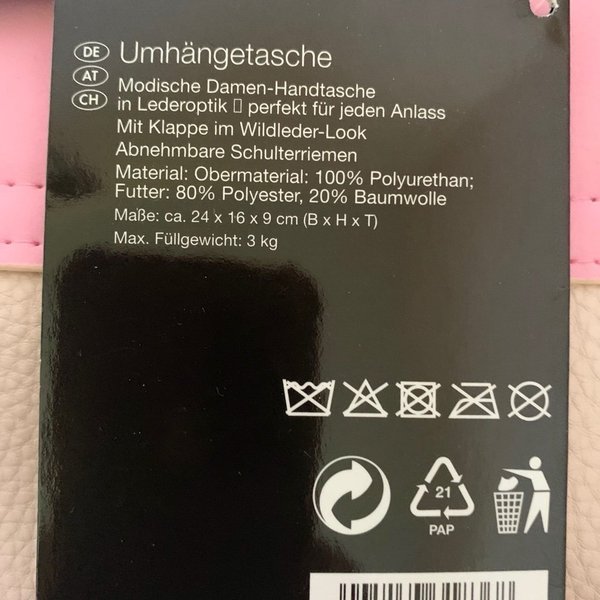 DE Umhängetasche
AT
CH
Modische Damen-Handtasche
in Lederoptik ▯ perfekt für jeden Anlass
Mit Klappe im Wildleder-Look
Abnehmbare Schulterriemen
Material: Obermaterial: 100% Polyurethan;
Futter: 80% Polyester, 20% Baumwolle
Maße: ca. 24 x 16 x 9 cm (B x H x T)
Max. Füllgewicht: 3 kg
21
PAP